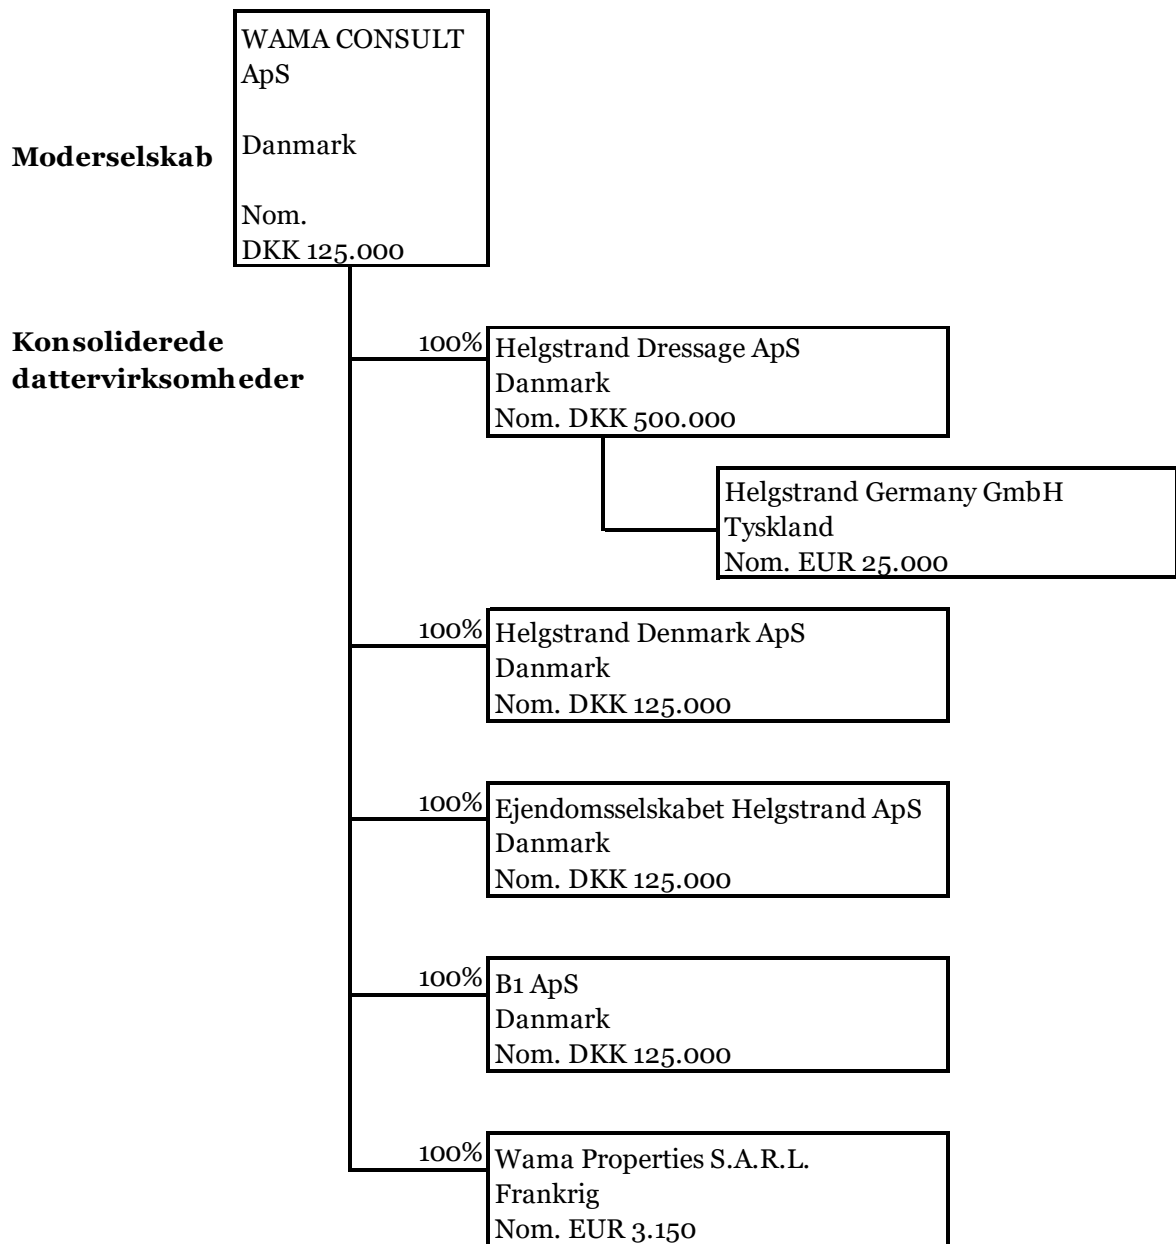 WAMA CONSULT
ApS
Danmark
Moderselskab
Nom.
DKK 125.000
Konsoliderede
dattervirksomheder
100%
Helgstrand Dressage ApS
Danmark
Nom. DKK 500.000
Helgstrand Germany GmbH
Tyskland
Nom. EUR 25.000
100%
Helgstrand Denmark ApS
Danmark
Nom. DKK 125.000
100%
Ejendomsselskabet Helgstrand ApS
Danmark
Nom. DKK 125.000
100%
B1 ApS
Danmark
Nom. DKK 125.000
100%
Wama Properties S.A.R.L.
Frankrig
Nom. EUR 3.150